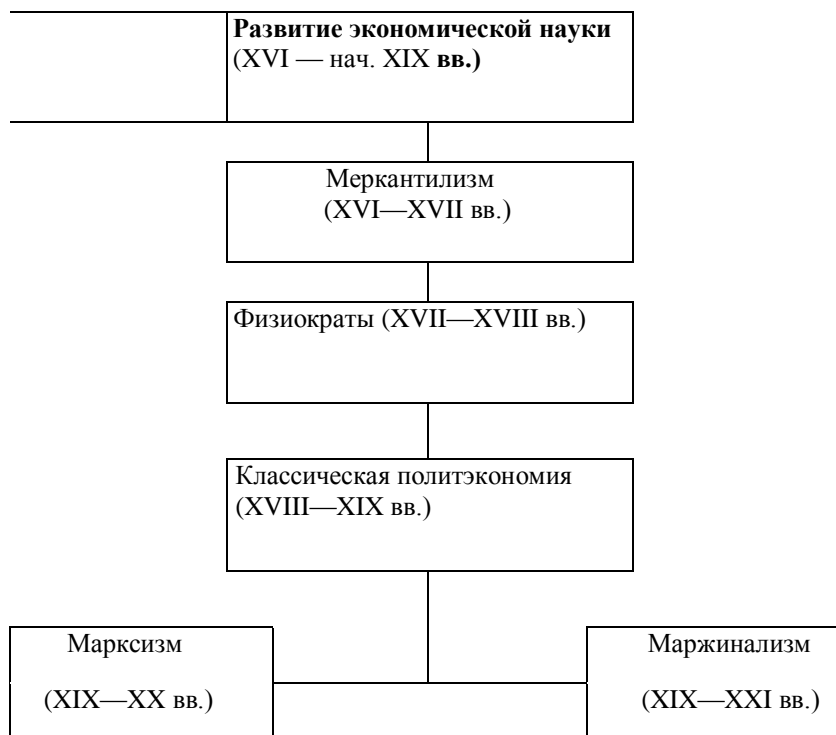 Развитие экономической науки
(XVI — нач. XIX вв.)
Меркантилизм
(XVI—XVII вв.)
Физиократы (XVII—XVIII вв.)
Классическая политэкономия
(XVIII—XIX вв.)
Марксизм
(XIX—XX вв.)
Маржинализм
(XIX—XXI вв.)